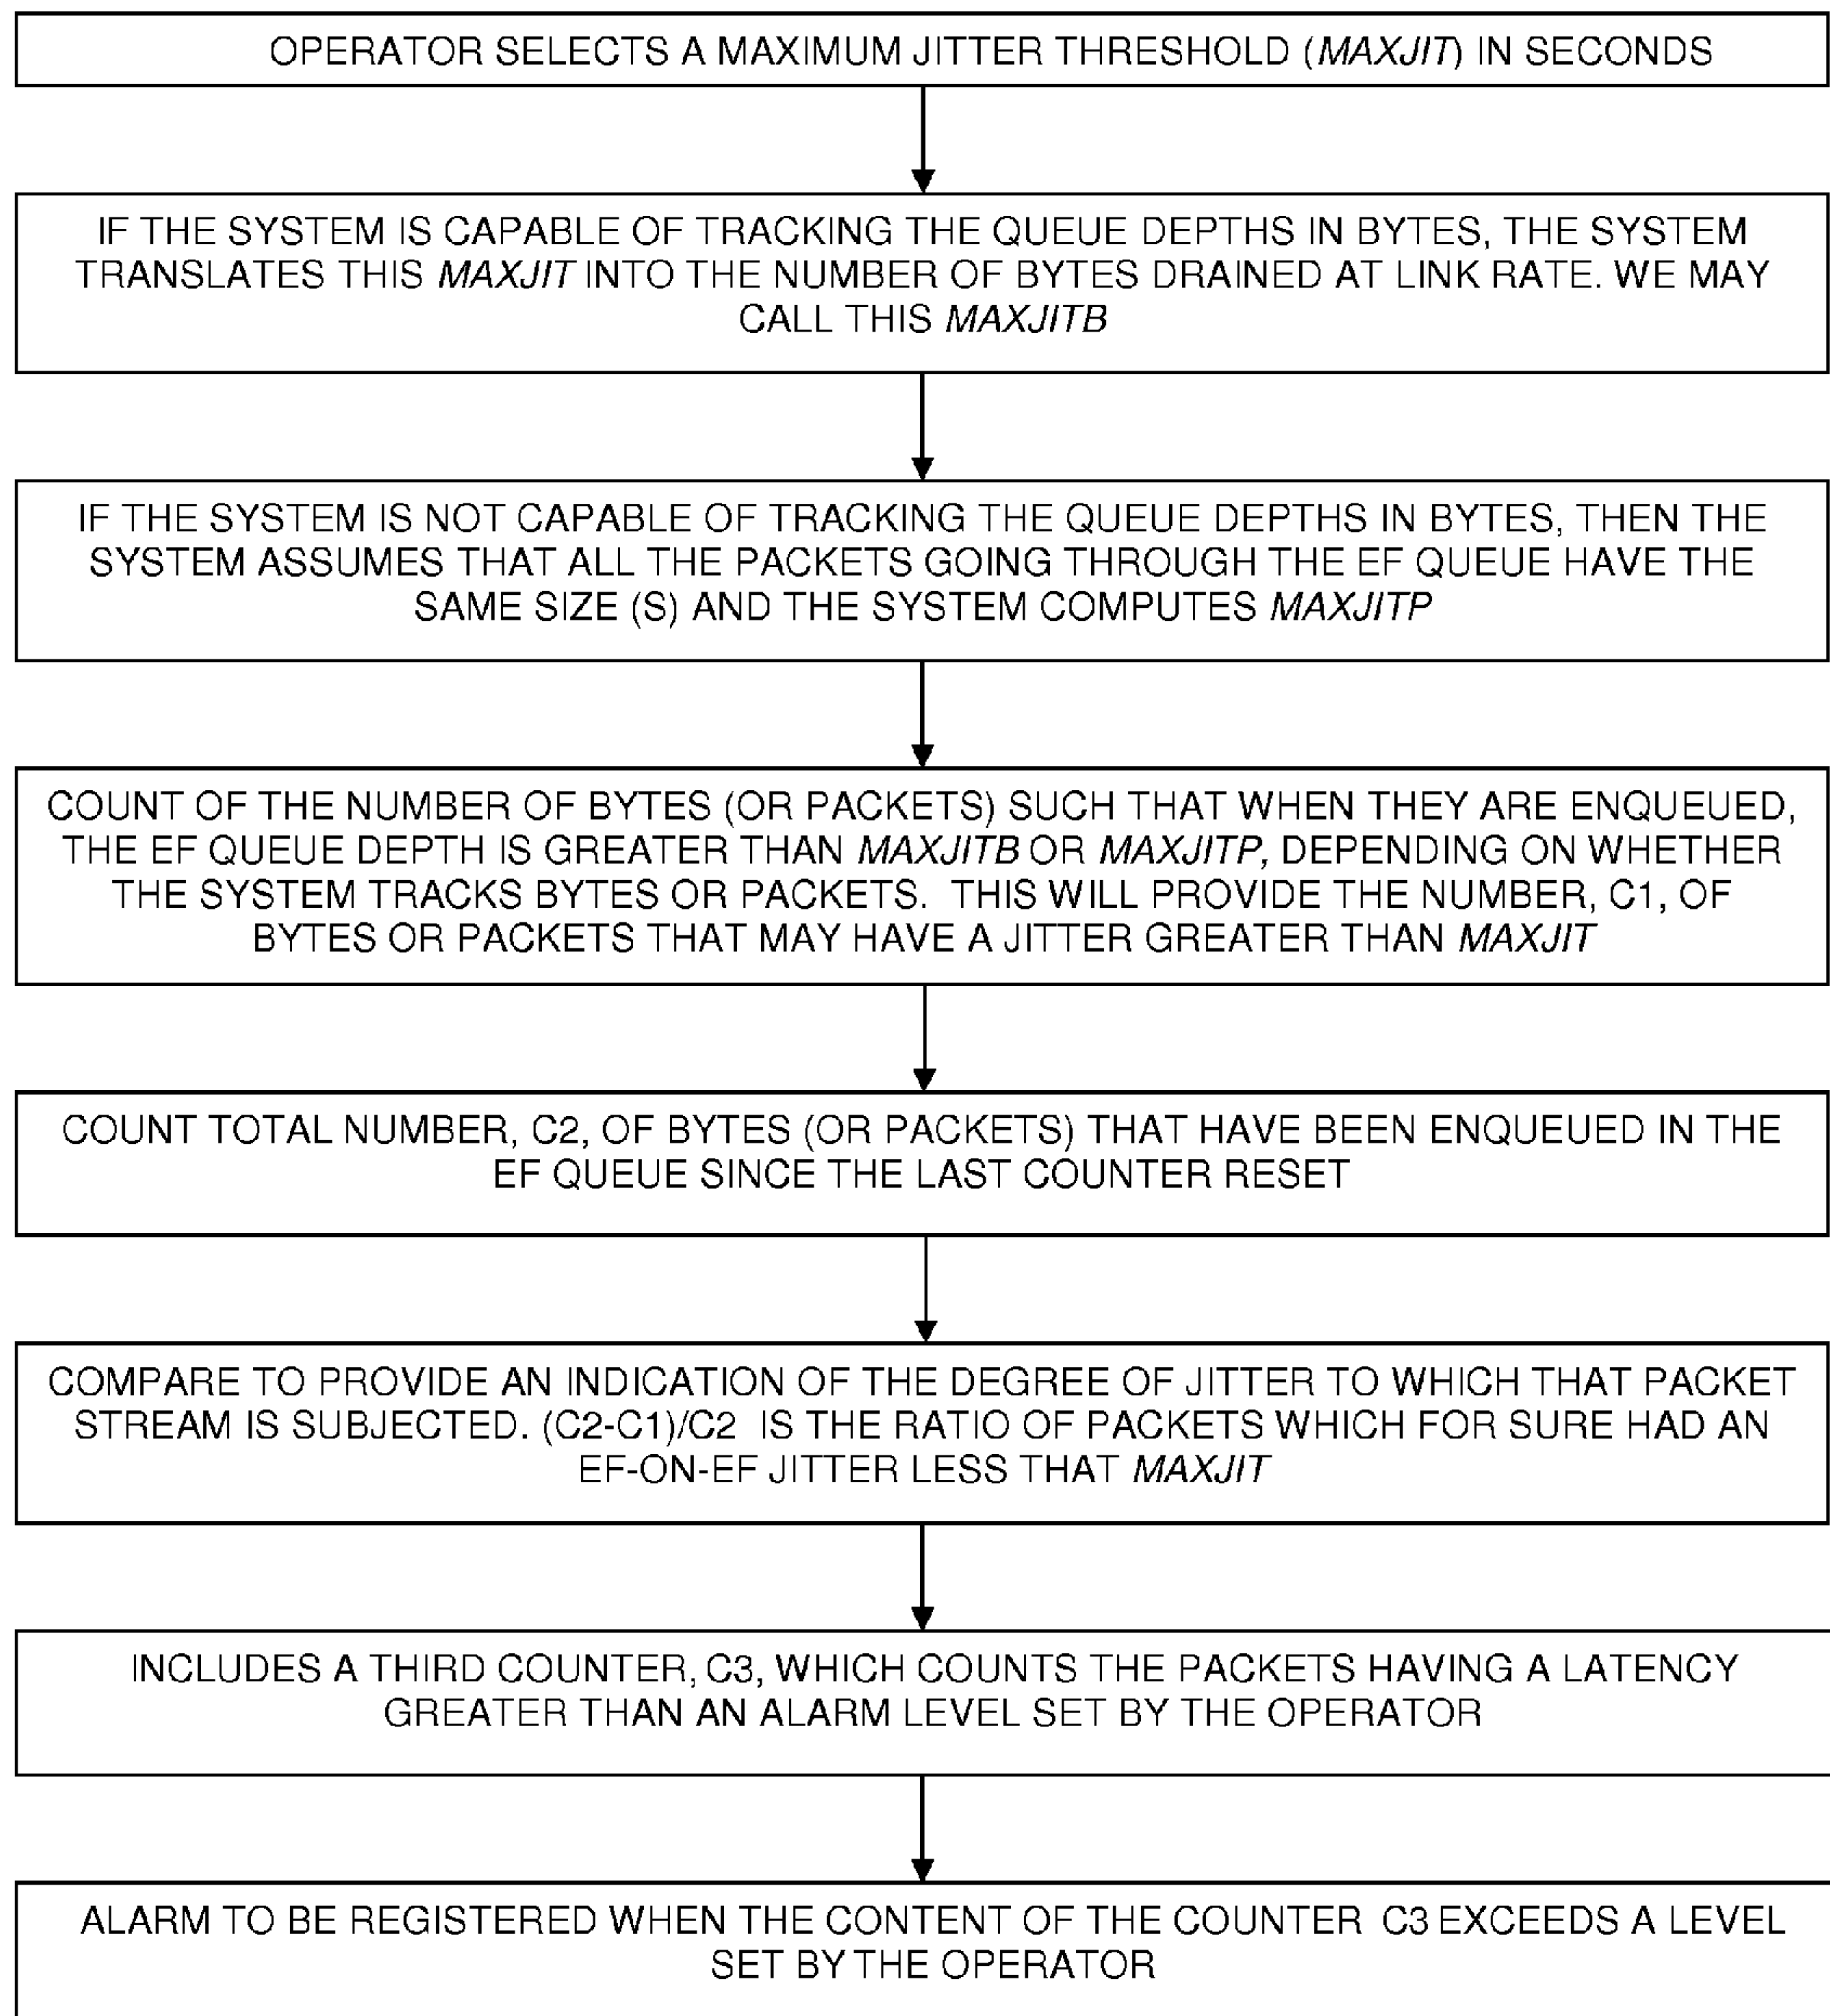 OPERATOR SELECTS A MAXIMUM JITTER THRESHOLD (MAXJIT) IN SECONDS
IF THE SYSTEM IS CAPABLE OF TRACKING THE QUEUE DEPTHS IN BYTES, THE SYSTEM
TRANSLATES THIS MAXJIT INTO THE NUMBER OF BYTES DRAINED AT LINK RATE. WE MAY
CALL THIS MAXJITB
IF THE SYSTEM IS NOT CAPABLE OF TRACKING THE QUEUE DEPTHS IN BYTES, THEN THE
SYSTEM ASSUMES THAT ALL THE PACKETS GOING THROUGH THE EF QUEUE HAVE THE
SAME SIZE (S) AND THE SYSTEM COMPUTES MAXJITP
COUNT OF THE NUMBER OF BYTES (OR PACKETS) SUCH THAT WHEN THEY ARE ENQUEUED,
THE EF QUEUE DEPTH IS GREATER THAN MAXJITB OR MAXJITP, DEPENDING ON WHETHER
THE SYSTEM TRACKS BYTES OR PACKETS. THIS WILL PROVIDE THE NUMBER, C1, OF
BYTES OR PACKETS THAT MAY HAVE A JITTER GREATER THAN MAXJIT
COUNT TOTAL NUMBER, C2, OF BYTES (OR PACKETS) THAT HAVE BEEN ENQUEUED IN THE
EF QUEUE SINCE THE LAST COUNTER RESET
COMPARE TO PROVIDE AN INDICATION OF THE DEGREE OF JITTER TO WHICH THAT PACKET
STREAM IS SUBJECTED. (C2-C1)/C2 IS THE RATIO OF PACKETS WHICH FOR SURE HAD AN
EF-ON-EF JITTER LESS THAT MAXJIT
INCLUDES A THIRD COUNTER, C3, WHICH COUNTS THE PACKETS HAVING A LATENCY
GREATER THAN AN ALARM LEVEL SET BY THE OPERATOR
ALARM TO BE REGISTERED WHEN THE CONTENT OF THE COUNTER C3 EXCEEDS A LEVEL
SET BY THE OPERATOR